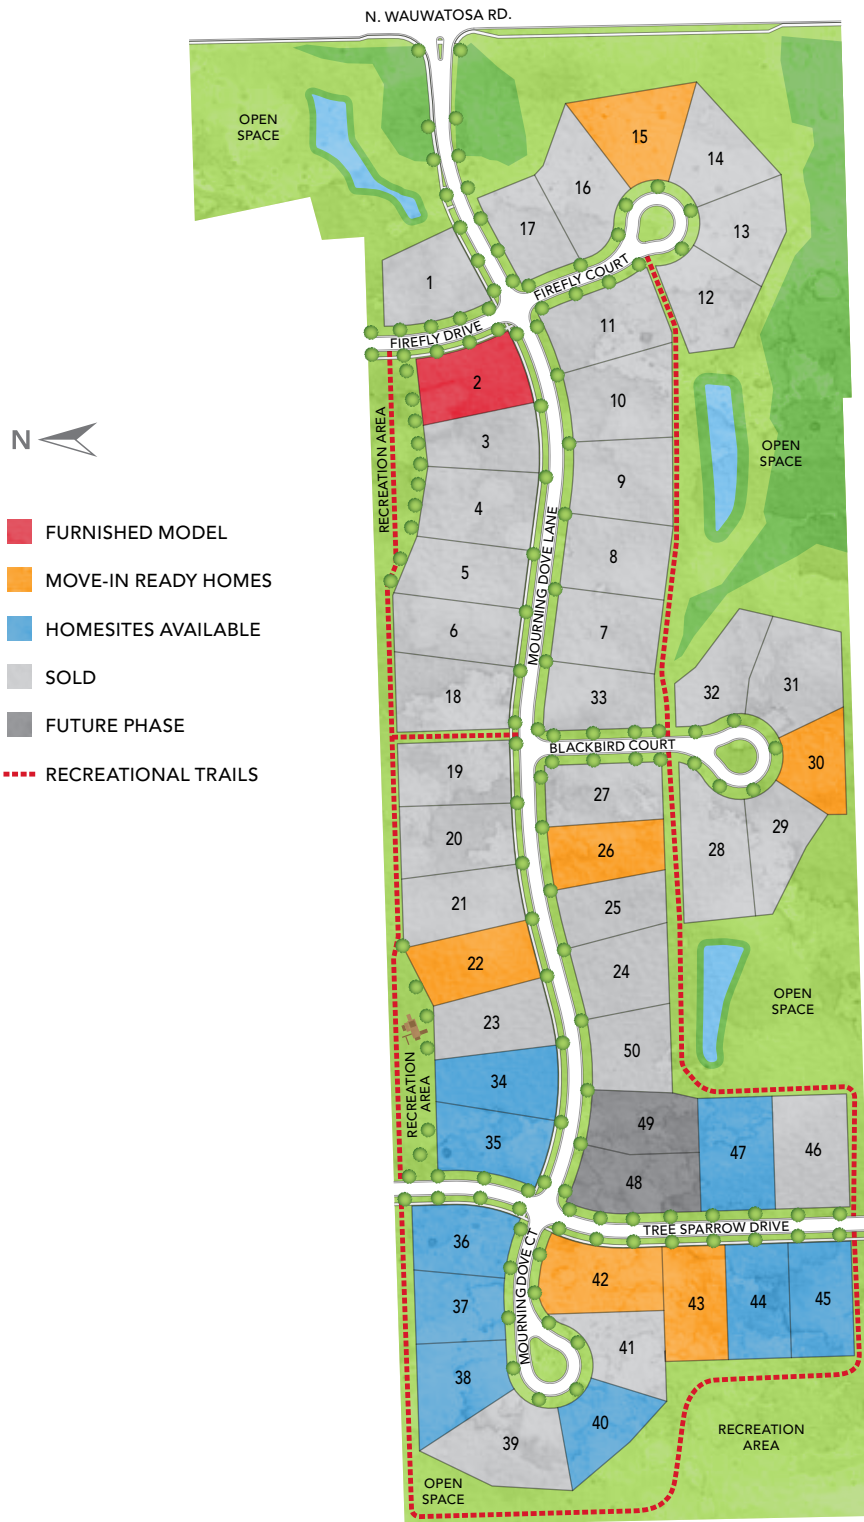 N. WAUWATOSA RD.
OPEN
SPACE
15
14
16
17
13
1
FIREFLY COURT
12
FIREFLY DRIVE
11
2
10
RECREATION AREA
3
OPEN
SPACE
N
9
4
FURNISHED MODEL
MOURNING DOVE LANE
8
5
MOVE-IN READY HOMES
6
7
HOMESITES AVAILABLE
SOLD
18
33
32
31
FUTURE PHASE
BLACKBIRD COURT
30
RECREATIONAL TRAILS
19
27
20
26
28
29
21
25
22
24
OPEN
SPACE
23
50
RECREATION
AREA
34
35
49
47
46
48
TREE SPARROW DRIVE
36
MOURNING DOVE CT
42
43
44
45
37
41
38
40
39
RECREATION
AREA
OPEN
SPACE